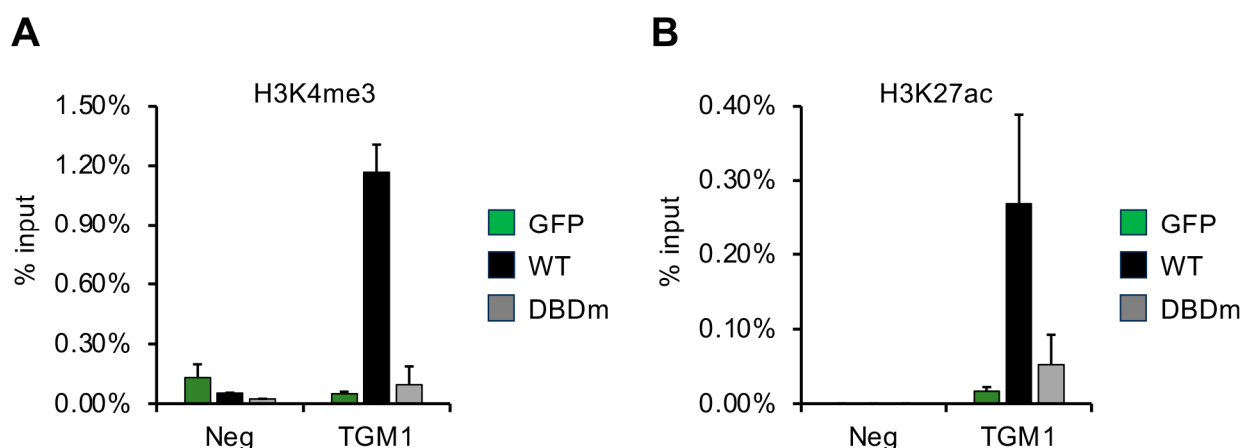 A
H3K4me3
1.50%
1.20%
0.90%
0.60%
0.30%
0.00%
% input
Neg TGM1
GFP
WT
DBDm
B
H3K27ac
0.40%
0.30%
0.20%
0.10%
0.00%
% input
Neg TGM1
GFP
WT
DBDm